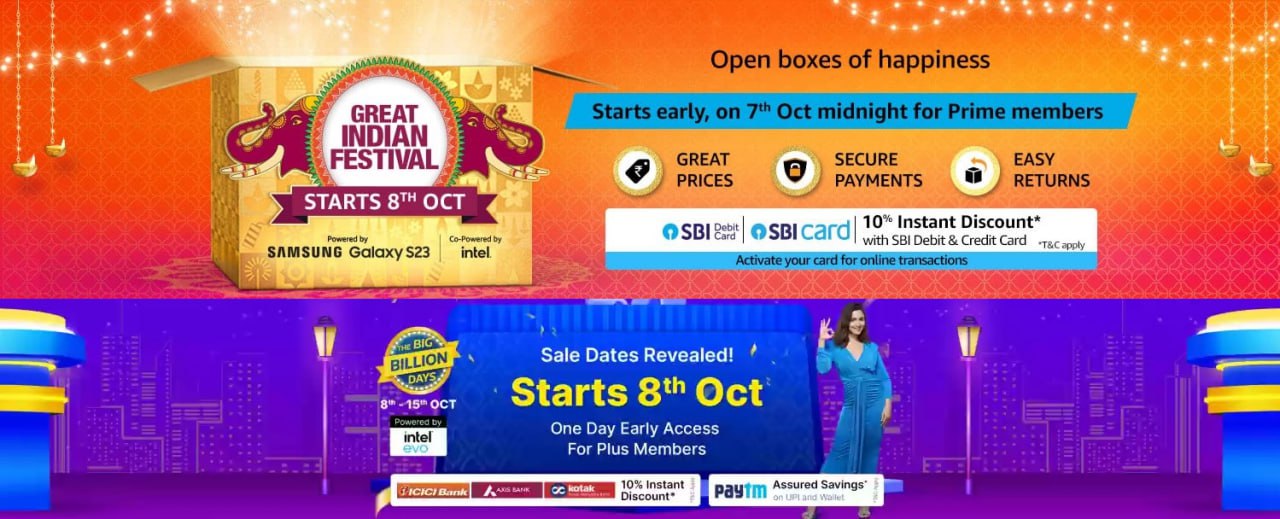 GREAT
INDIAN
FESTIVAL
STARTS 8TH OCT
Powered by
SAMSUNG Galaxy S23
Co-Powered by
intel.
Open boxes of happiness
Starts early, on 7th Oct midnight for Prime members
GREAT
PRICES
SECURE
PAYMENTS
EASY
RETURNS
SBI Debit Card
SBI card
10% Instant Discount*
with SBI Debit & Credit Card *T&C apply
Activate your card for online transactions
THE BIG
BILLION
DAYS
8th - 15th OCT
Powered by
intel
evo
Sale Dates Revealed!
Starts 8th Oct
One Day Early Access
For Plus Members
ICICI Bank
AXIS BANK
kotak
10% Instant
Discount*
paytm
Assured Savings*
on UPI and Wallet